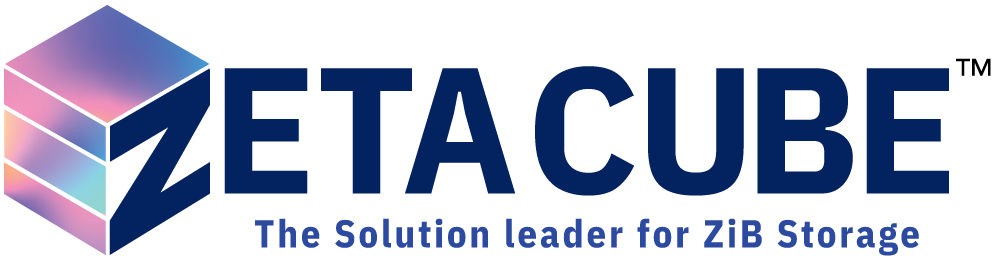 ZETA CUBE™
The Solution leader for ZiB Storage